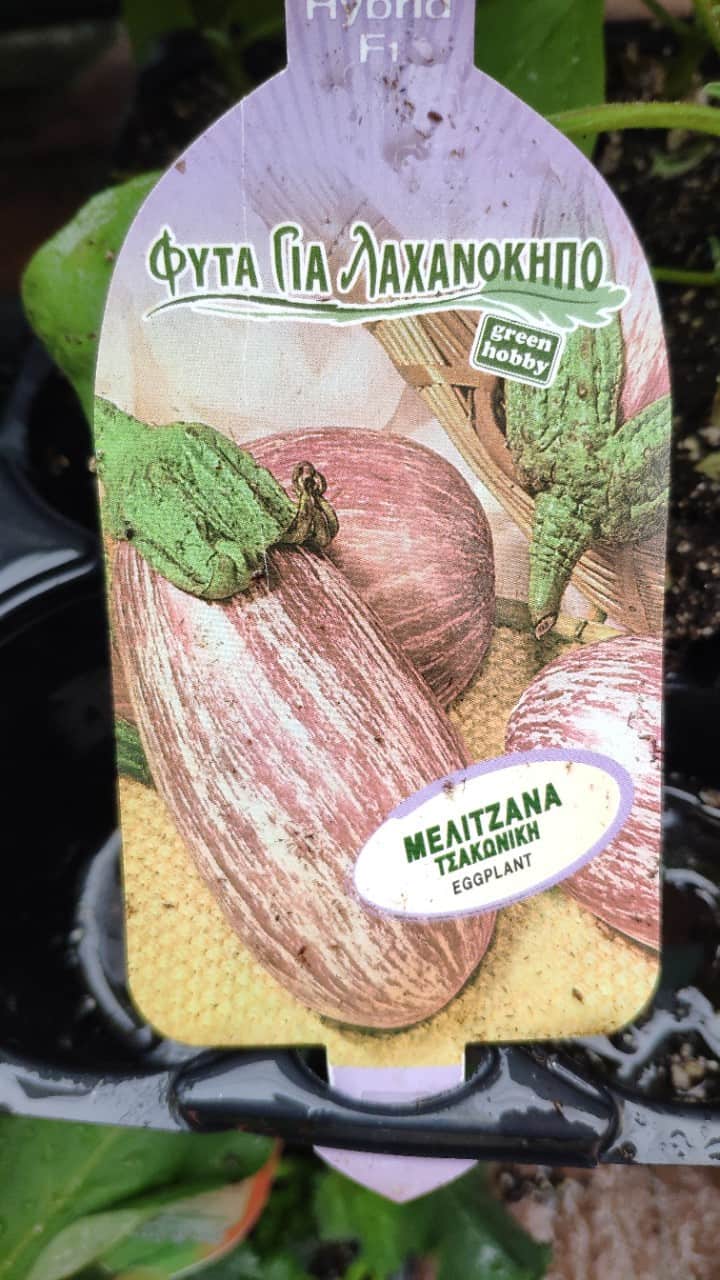 Hybrid
F1
ΦΥΤΑ ΓΙΑ ΛΑΧΑΝΟΚΗΠΟ
green
hobby
ΜΕΛΙΤΖΑΝΑ
ΤΣΑΚΩΝΙΚΗ
EGGPLANT